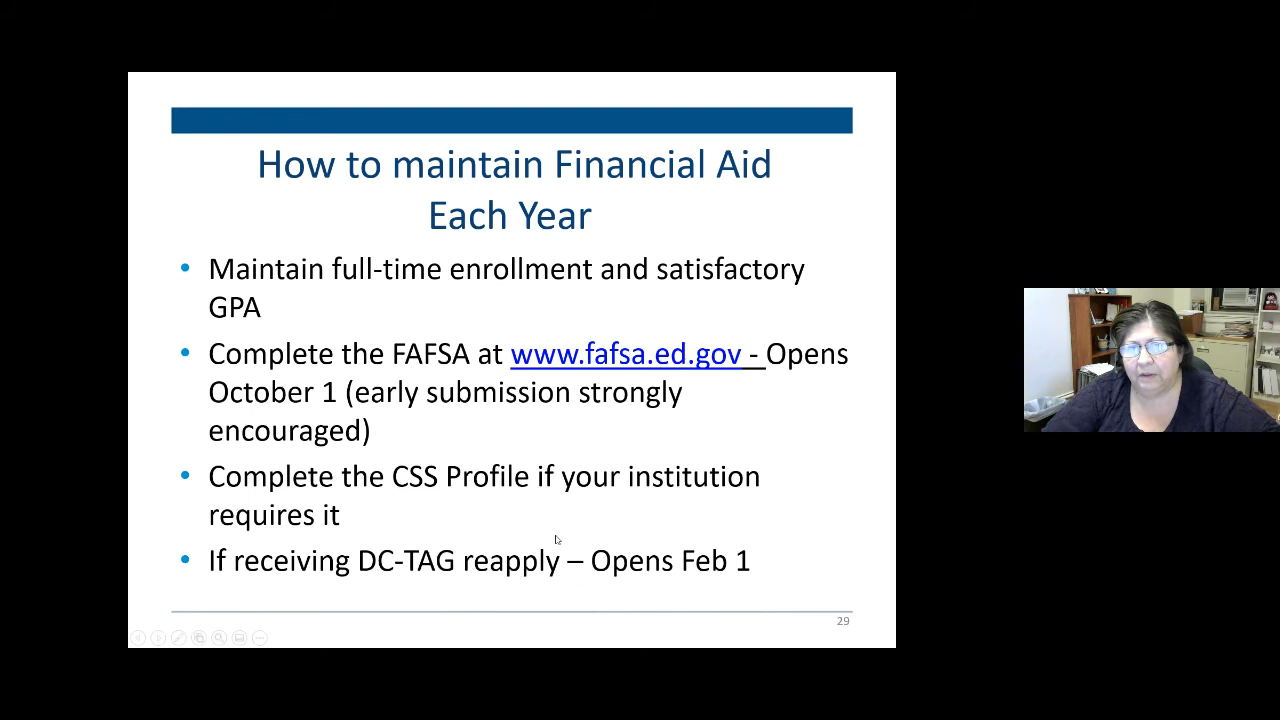 How to maintain Financial Aid
Each Year
• Maintain full-time enrollment and satisfactory
GPA
• Complete the FAFSA at www.fafsa.ed.gov - Opens
October 1 (early submission strongly
encouraged)
• Complete the CSS Profile if your institution
requires it
• If receiving DC-TAG reapply – Opens Feb 1
29